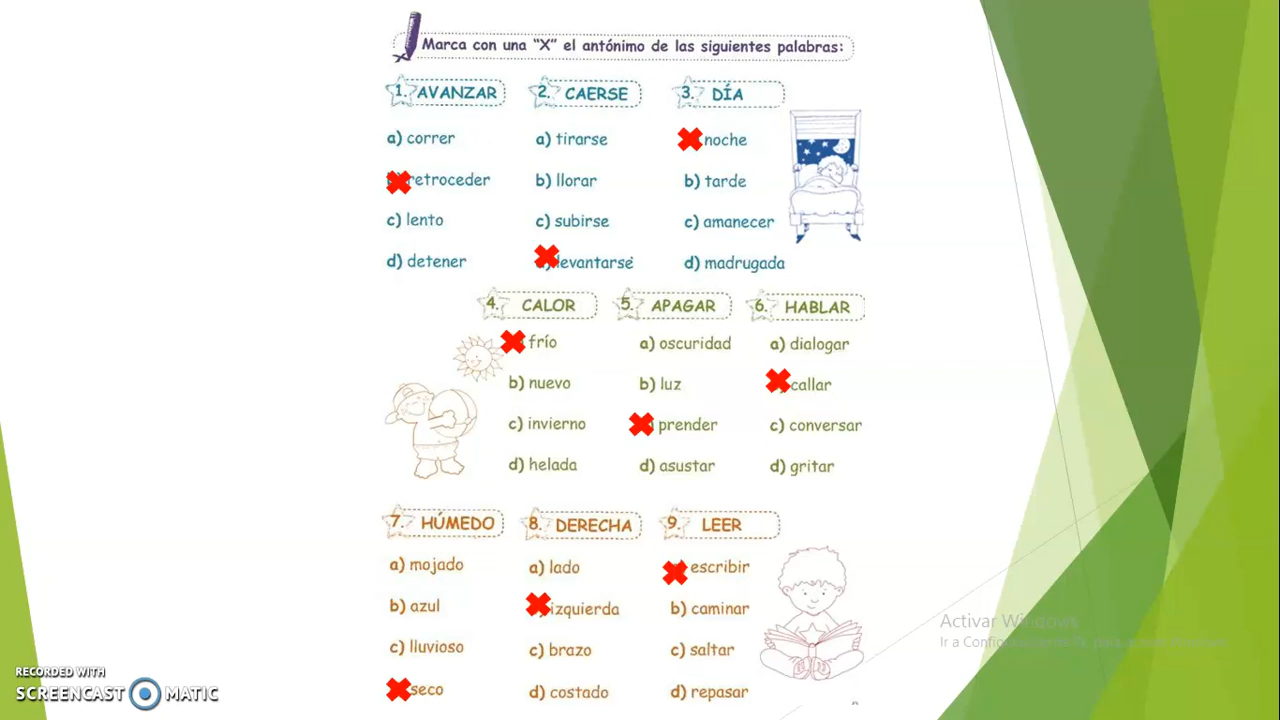 Marca con una "X" el antónimo de las siguientes palabras:
1. AVANZAR
a) correr
retroceder
c) lento
d) detener
2. CAERSE
a) tirarse
b) llorar
c) subirse
levantarse
3. DÍA
noche
b) tarde
c) amanecer
d) madrugada
4. CALOR
frío
b) nuevo
c) invierno
d) helada
5. APAGAR
a) oscuridad
b) luz
prender
d) asustar
6. HABLAR
a) dialogar
callar
c) conversar
d) gritar
7. HÚMEDO
a) mojado
b) azul
c) lluvioso
seco
8. DERECHA
a) lado
izquierda
c) brazo
d) costado
9. LEER
escribir
b) caminar
c) saltar
d) repasar
Activar Windows
Ir a
RECORDED WITH
SCREENCAST MATIC